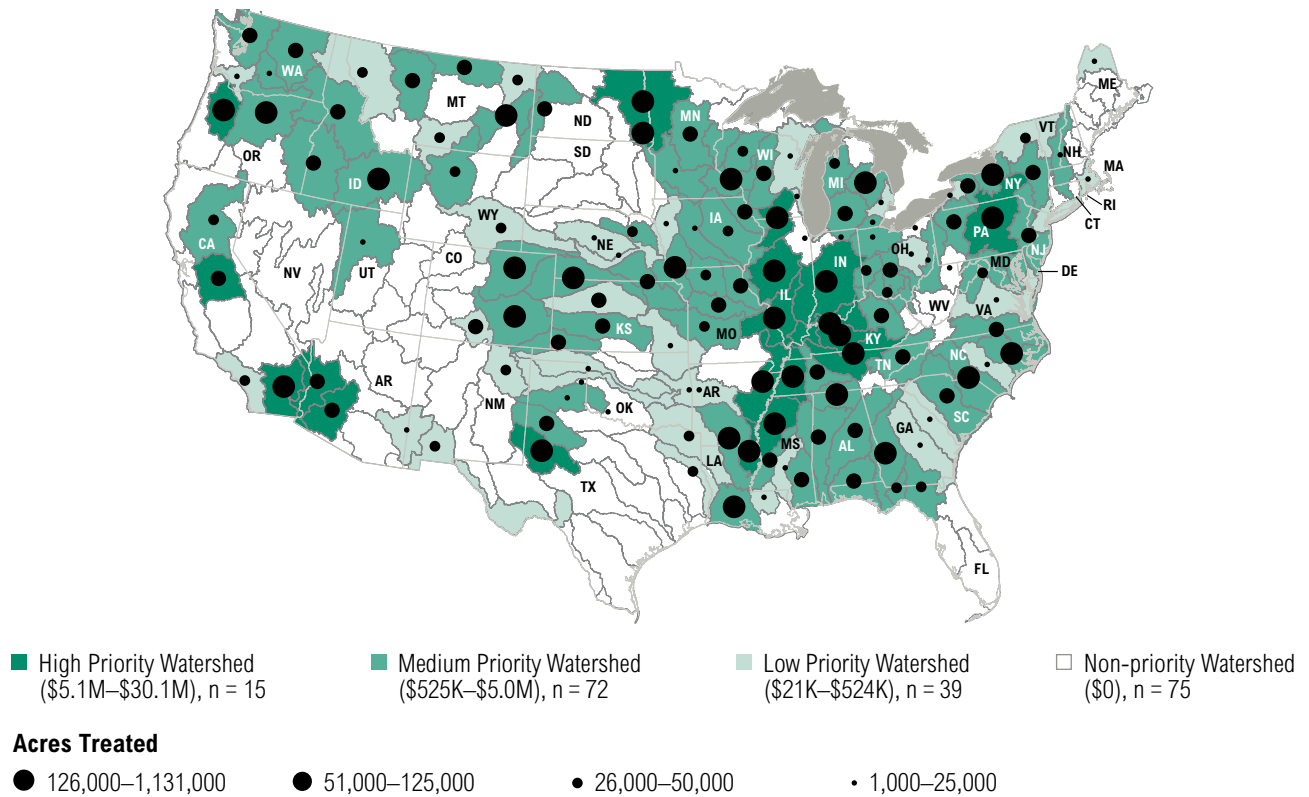 WA
MT
ND
MN
VT
ME
OR
ID
SD
WI
MI
NH
MA
NY
RI
CT
WY
NE
IA
PA
NJ
CA
NV
UT
CO
OH
IN
IL
MD
DE
WV
VA
KS
MO
KY
TN
NC
AR
NM
OK
AR
SC
GA
MS
AL
LA
TX
FL
High Priority Watershed
($5.1M–$30.1M), n = 15
Medium Priority Watershed
($525K–$5.0M), n = 72
Low Priority Watershed
($21K–$524K), n = 39
Non-priority Watershed
($0), n = 75
Acres Treated
126,000–1,131,000
51,000–125,000
26,000–50,000
1,000–25,000